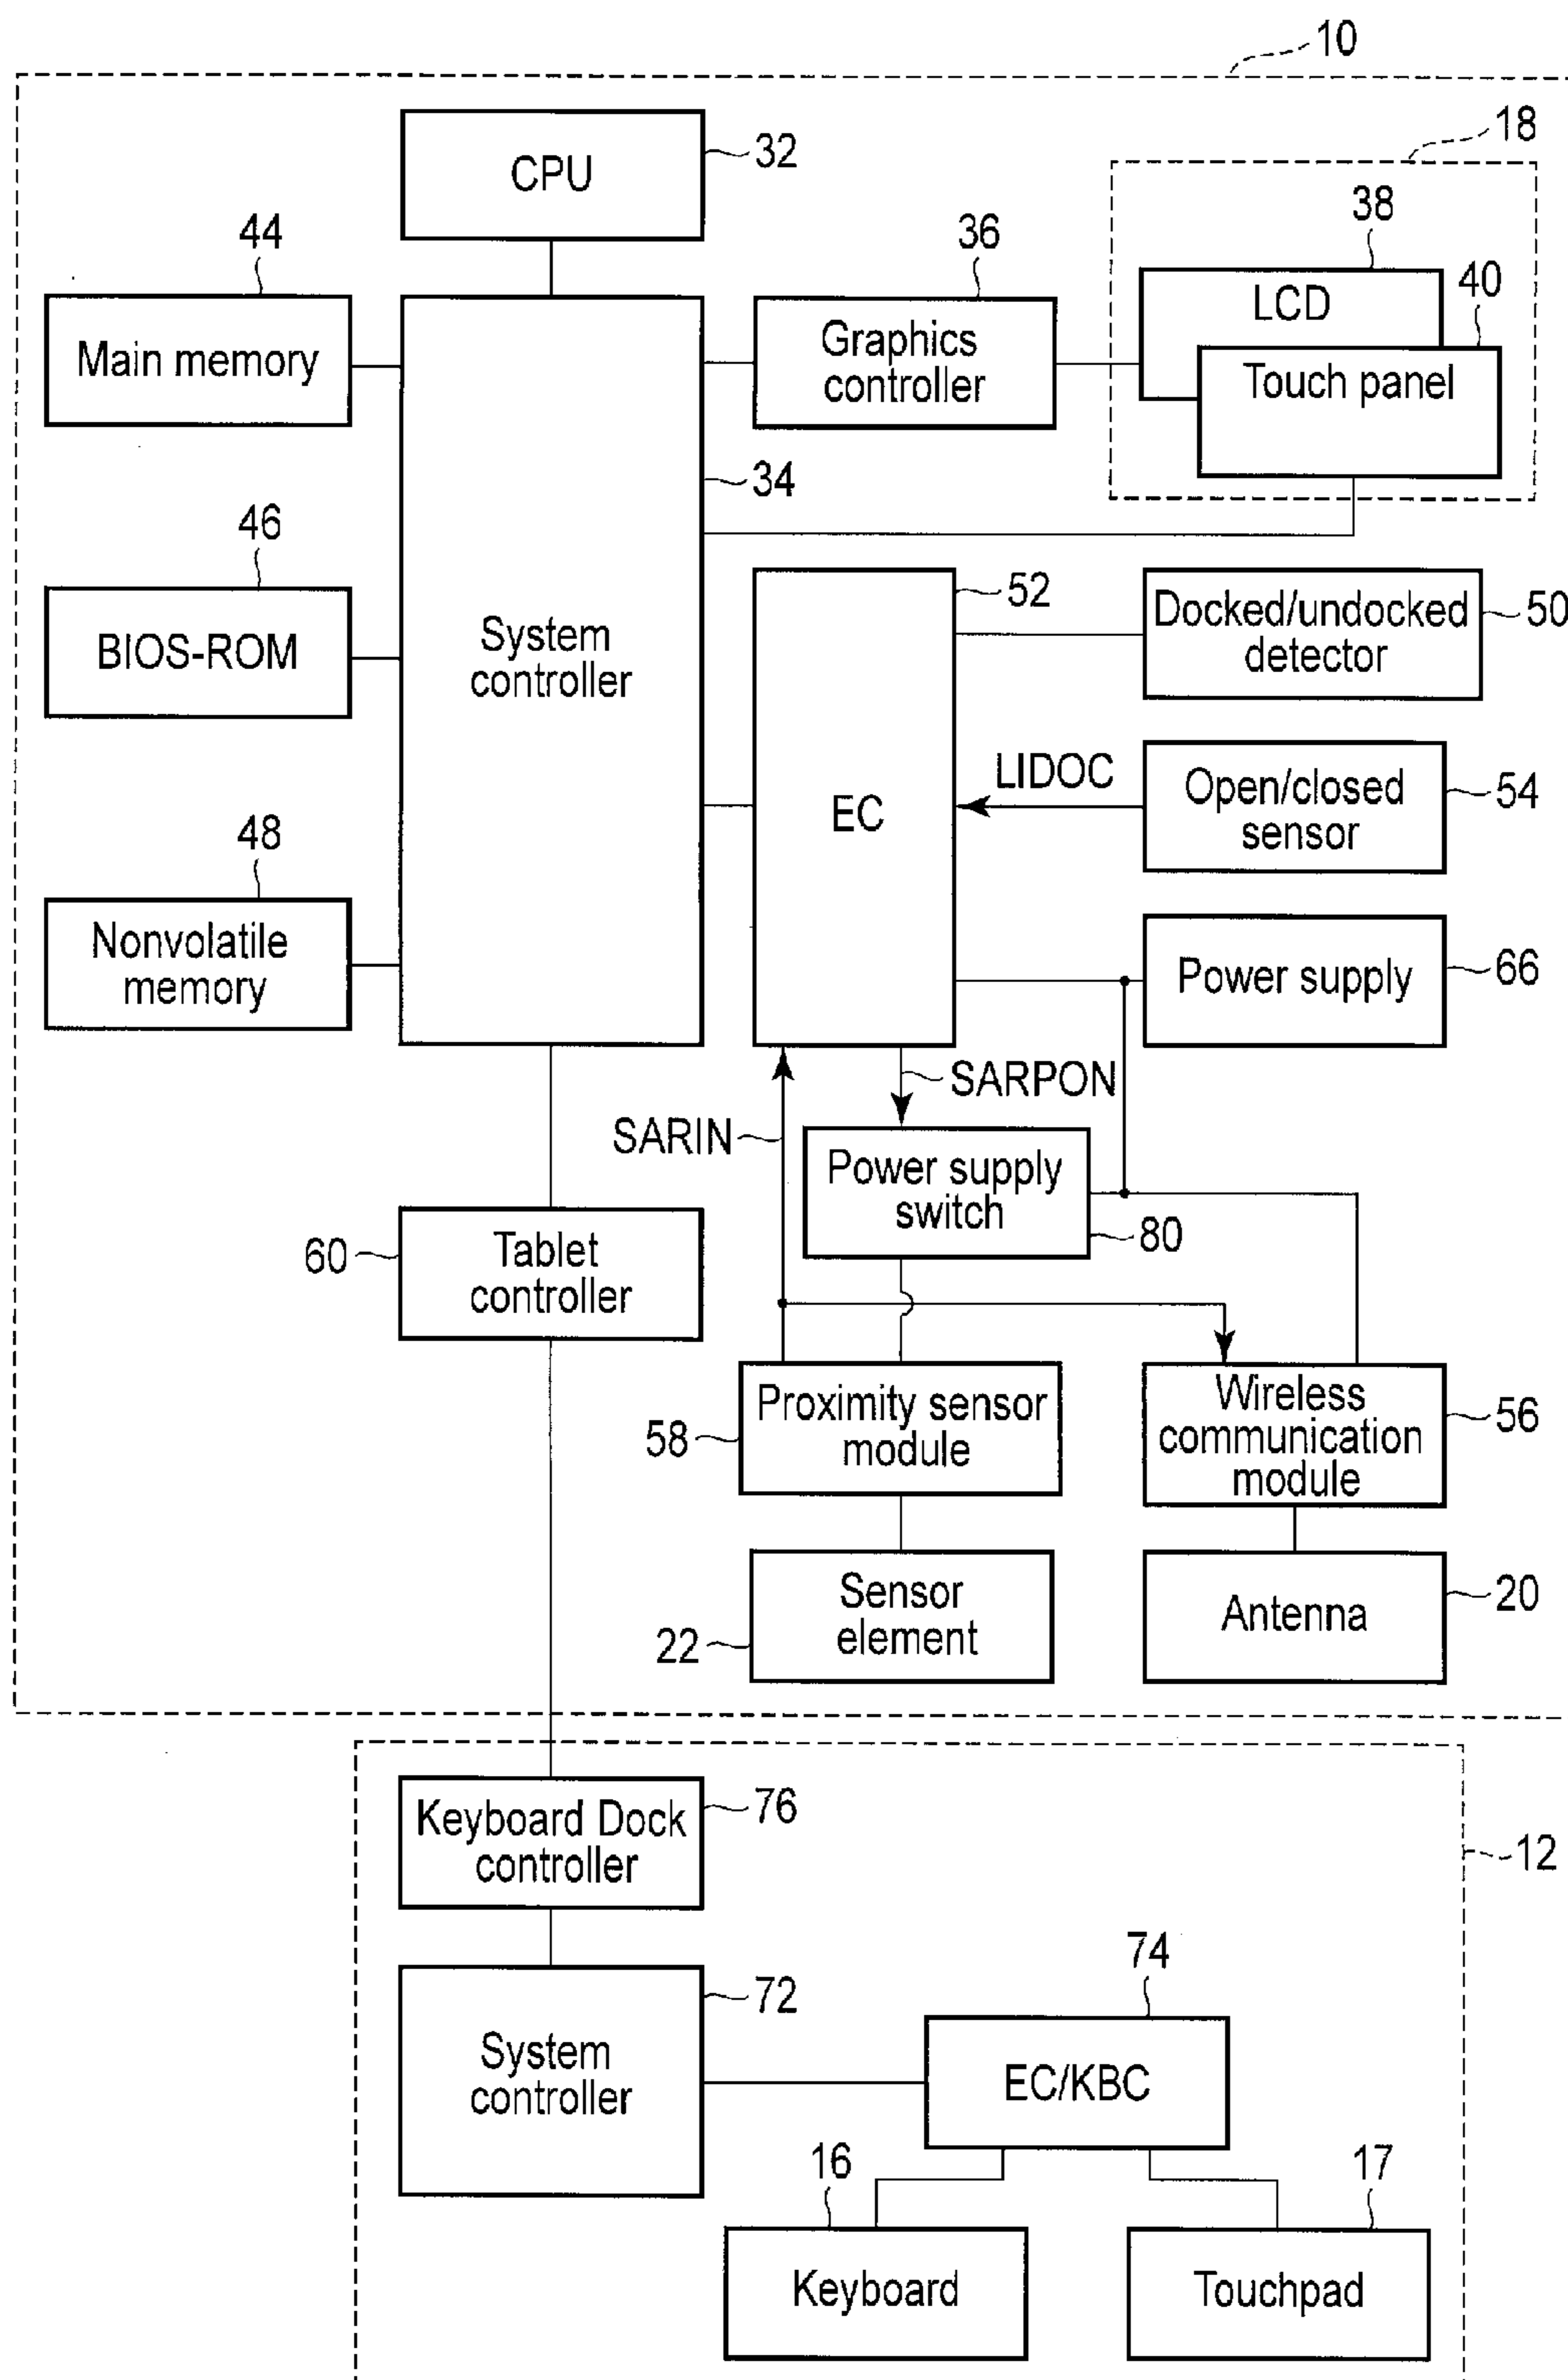 10
18
CPU
32
44
36
38
40
Main memory
Graphics
controller
LCD
Touch panel
34
46
BIOS-ROM
System
controller
52
EC
Docked/undocked
detector
50
LIDOC
Open/closed
sensor
54
48
Nonvolatile
memory
Power supply
66
SARPON
SARIN
Power supply
switch
80
60
Tablet
controller
58
Proximity sensor
module
Wireless
communication
module
56
22
Sensor
element
Antenna
20
Keyboard Dock
controller
76
12
System
controller
72
74
EC/KBC
16
17
Keyboard
Touchpad